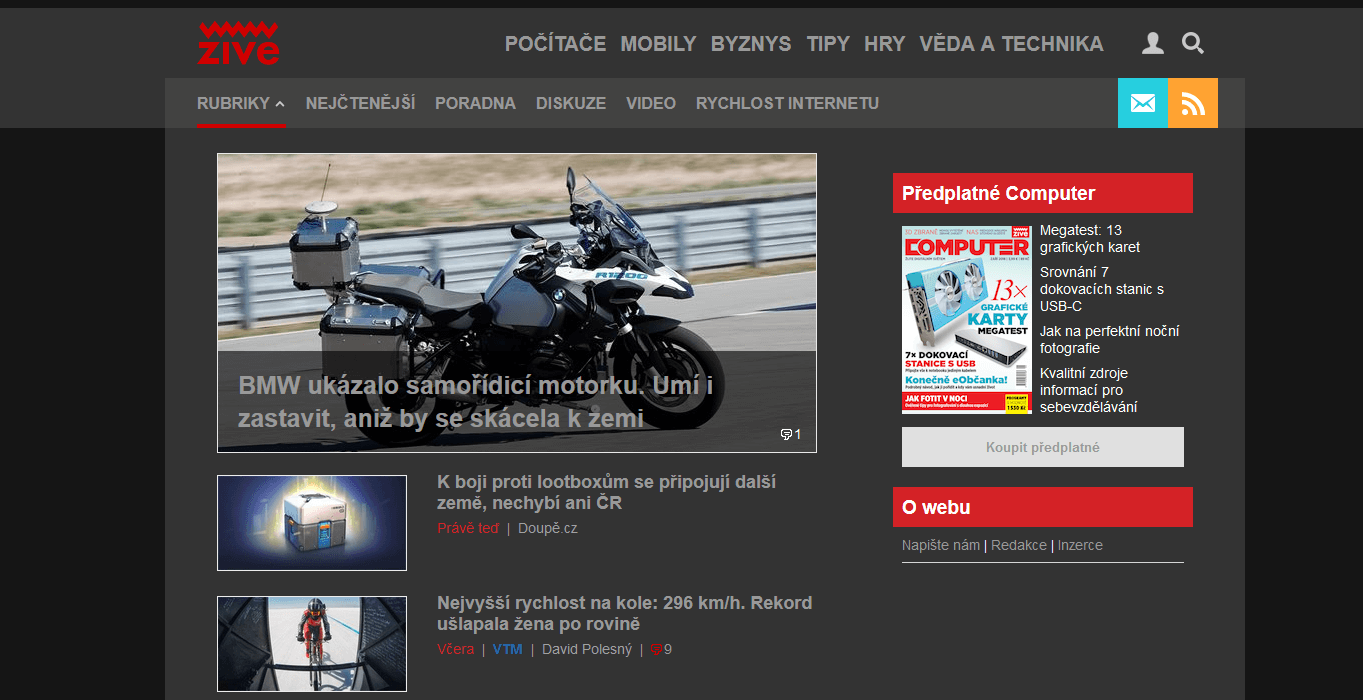 zive
POČÍTAČE MOBILY BYZNYS TIPY HRY VĚDA A TECHNIKA
RUBRIKY NEJČTENĚJŠÍ PORADNA DISKUZE VIDEO RYCHLOST INTERNETU
R1200
BMW ukázalo samořídicí motorku. Umí i
zastavit, aniž by se skácela k zemi
1
K boji proti lootboxům se připojují další
země, nechybí ani ČR
Právě teď | Doupě.cz
Nejvyšší rychlost na kole: 296 km/h. Rekord
ušlapala žena po rovině
Včera | VTM | David Polesný | 9
Předplatné Computer
zive
COMPUTER
13×
GRAFICKÉ
KARTY
MEGATEST
7× DOKOVACÍ
STANICE S USB
Konečně eObčanka!
JAK FOTIT V NOCI
Megatest: 13
grafických karet
Srovnání 7
dokovacích stanic s
USB-C
Jak na perfektní noční
fotografie
Kvalitní zdroje
informací pro
sebevzdělávání
Koupit předplatné
O webu
Napište nám | Redakce | Inzerce